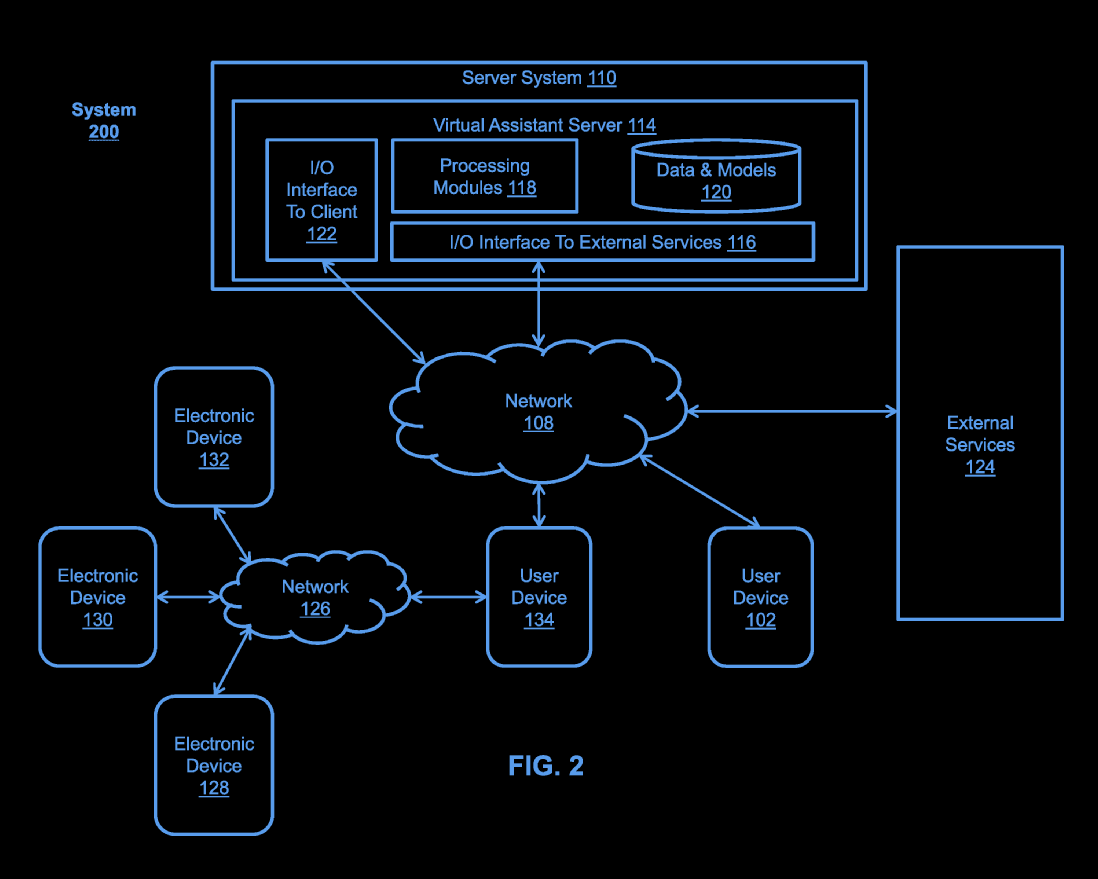 Server System 110
System
200
Virtual Assistant Server 114
I/O
Interface
To Client
122
Processing
Modules 118
Data & Models
120
I/O Interface To External Services 116
Network
108
External
Services
124
Electronic
Device
132
Electronic
Device
130
Network
126
User
Device
134
User
Device
102
Electronic
Device
128
FIG. 2